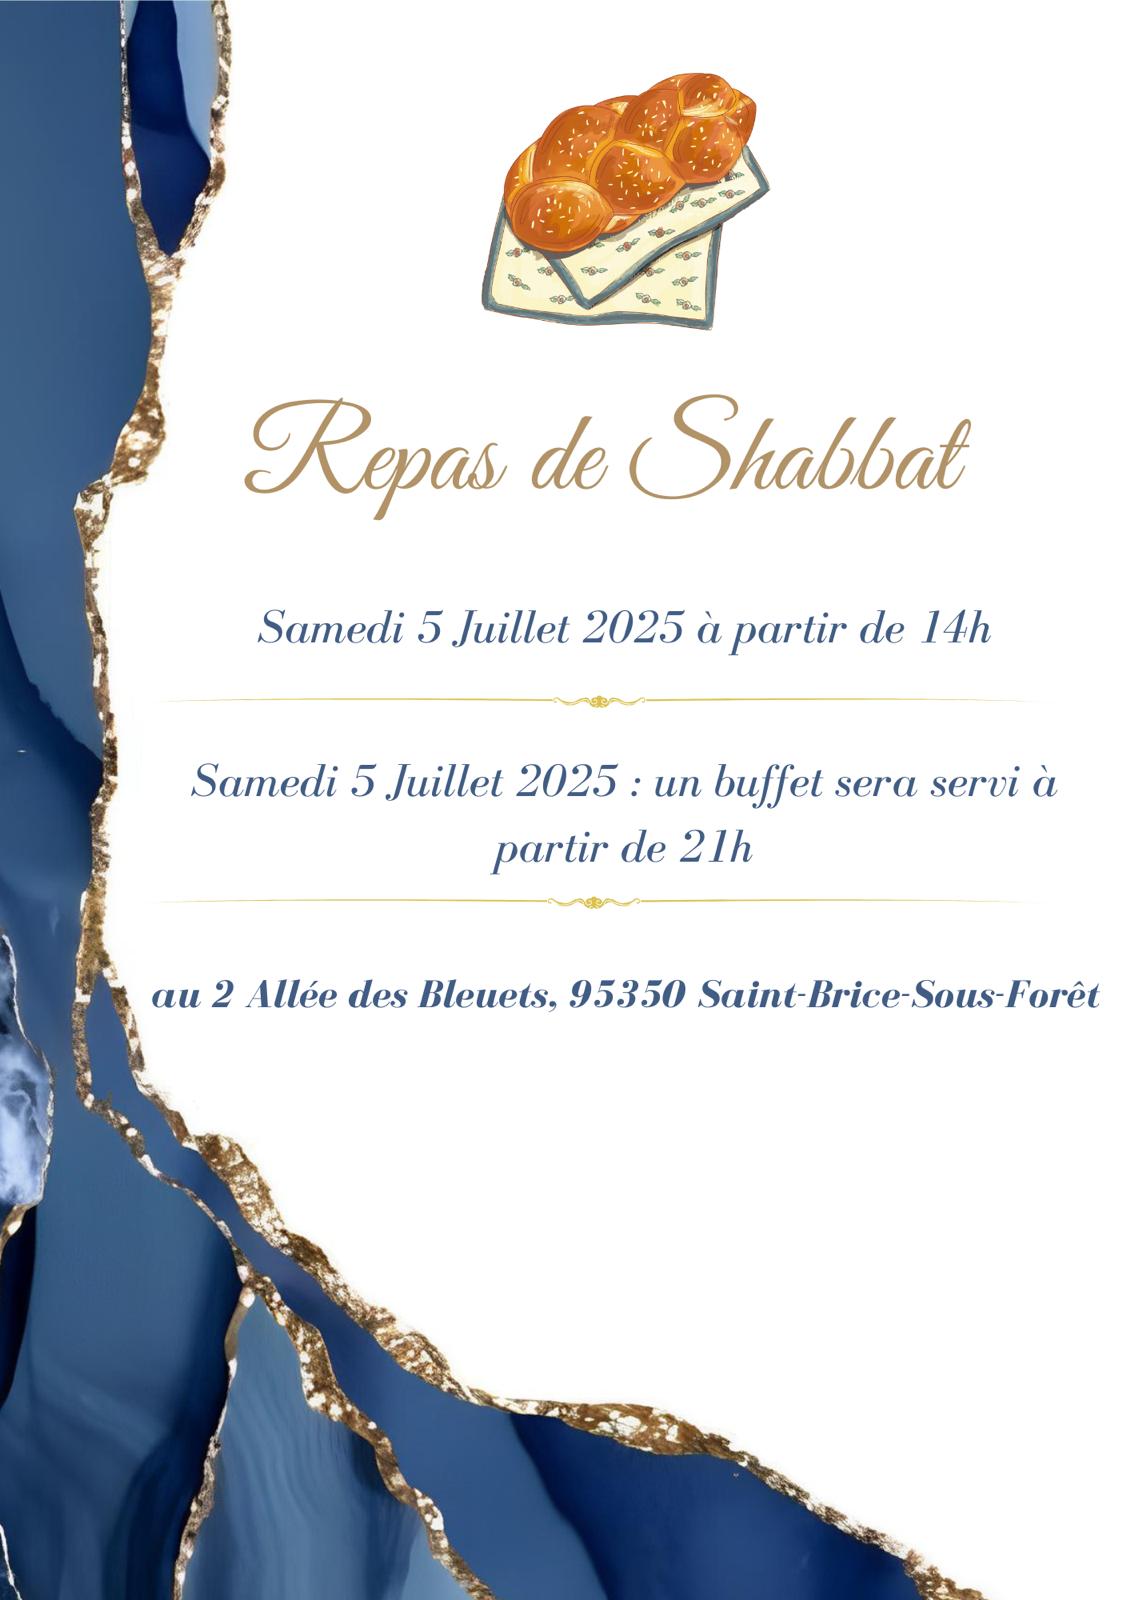 Repas de Shabbat
Samedi 5 Juillet 2025 à partir de 14h
Samedi 5 Juillet 2025 : un buffet sera servi à
partir de 21h
au 2 Allée des Bleuets, 95350 Saint-Brice-Sous-Forêt